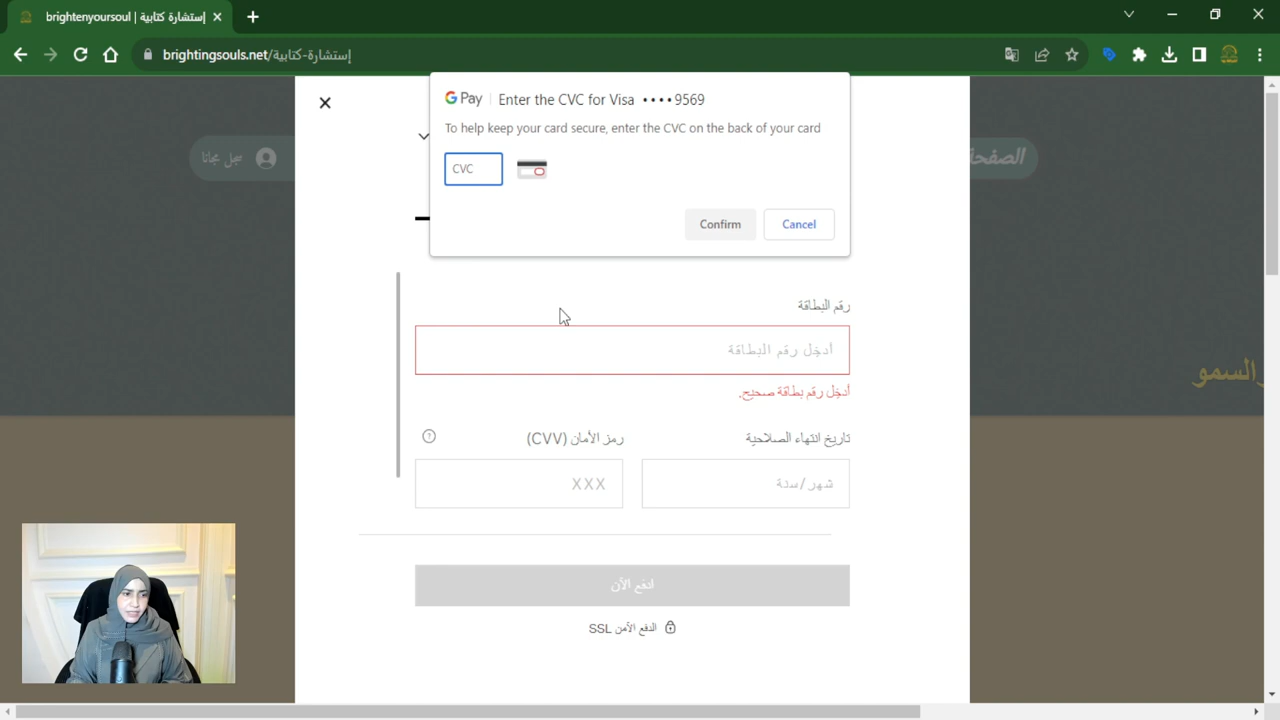 brightenyoursoul | إستشارة كتابية
brightingsouls.net/إستشارة-كتابية
G Pay | Enter the CVC for Visa •••• 9569
To help keep your card secure, enter the CVC on the back of your card
CVC
Confirm
Cancel
سجل مجانا
الصفحة
رقم البطاقة
أدخل رقم البطاقة
أدخل رقم بطاقة صحيح.
السمو
تاريخ انتهاء الصلاحية
رمز الأمان (CVV)
شهر/سنة
XXX
ادفع الآن
الدفع الآمن SSL